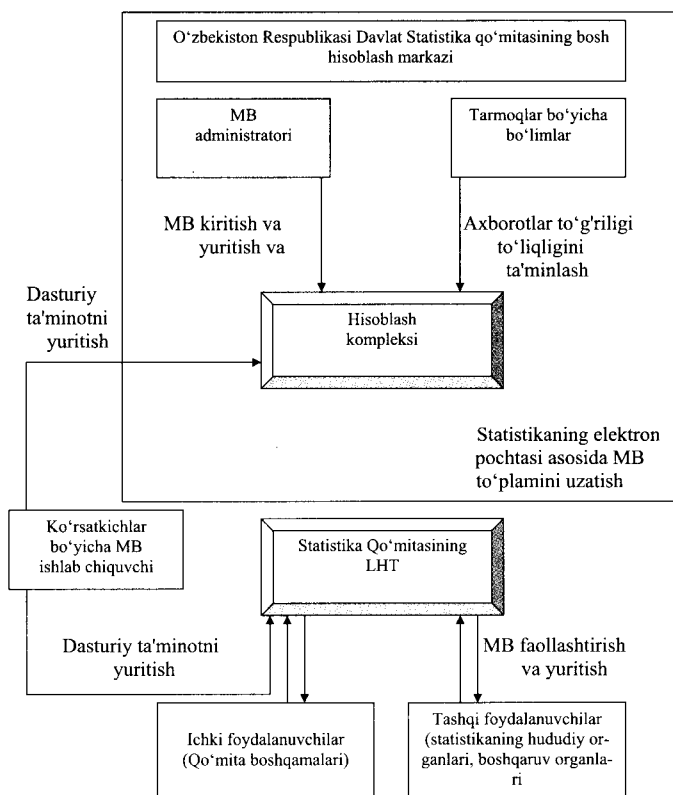 O‘zbekiston Respublikasi Davlat Statistika qo‘mitasining bosh
hisoblash markazi
MB
administratori
Tarmoqlar bo‘yicha
bo‘limlar
MB kiritish va
yuritish va
Axborotlar to‘g'riligi
to‘liqligini
ta'minlash
Dasturiy
ta'minotni
yuritish
Hisoblash
kompleksi
Statistikaning elektron
pochtasi asosida MB
to‘plamini uzatish
Ko‘rsatkichlar
bo‘yicha MB
ishlab chiquvchi
Statistika Qo‘mitasining
LHT
Dasturiy ta'minotni
yuritish
MB faollashtirish
va yuritish
Ichki foydalanuvchilar
(Qo‘mita boshqamalari)
Tashqi foydalanuvchilar
(statistikaning hududiy or-
ganlari, boshqaruv organla-
ri